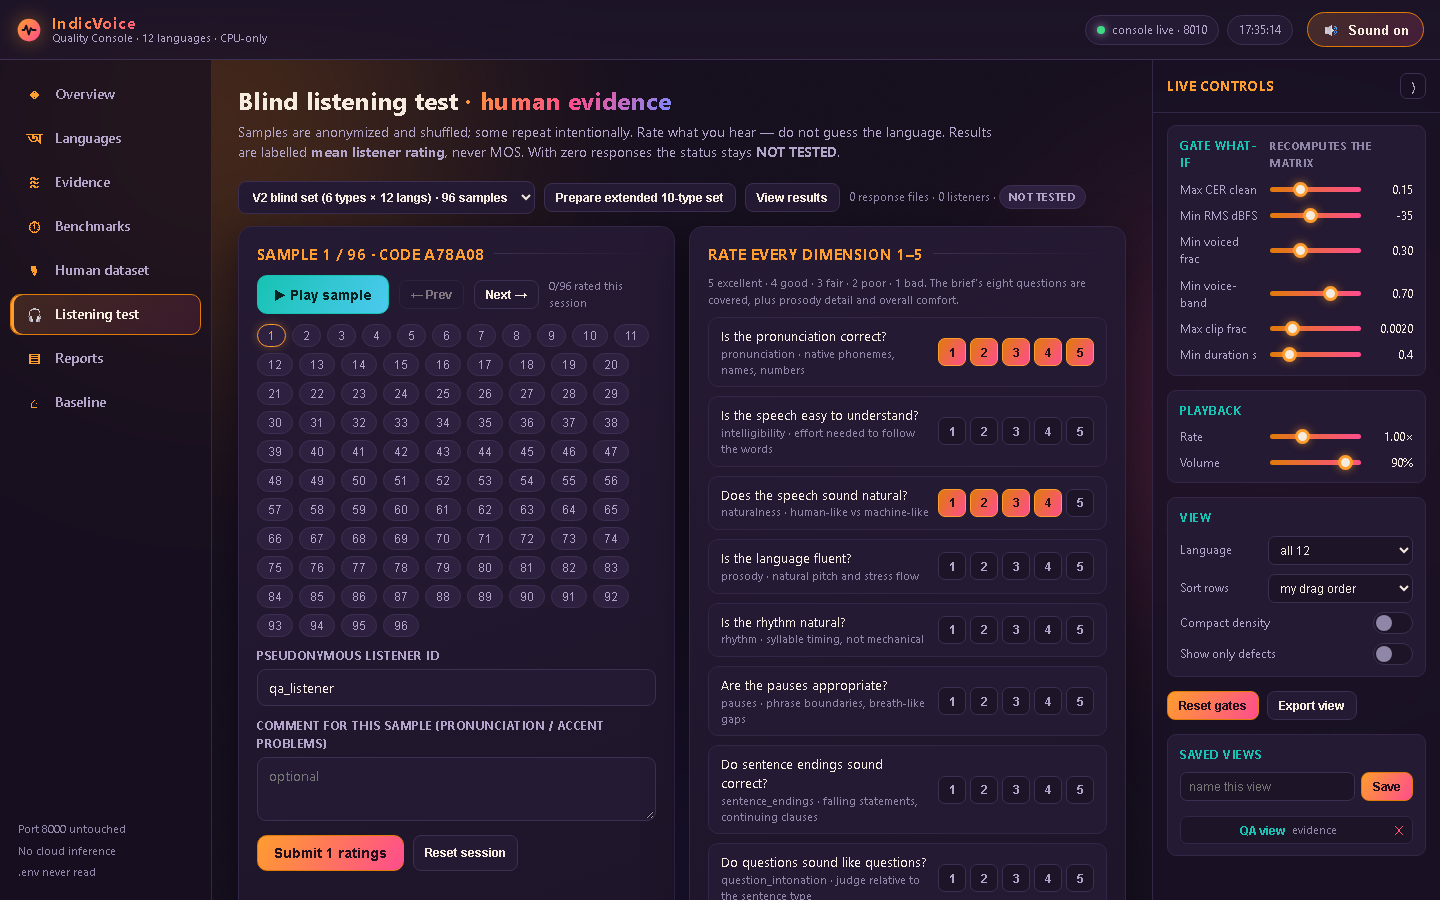 IndicVoice
Quality Console · 12 languages · CPU-only
console live · 8010
17:35:14
Sound on
Overview
Languages
Evidence
Benchmarks
Human dataset
Listening test
Reports
Baseline
Port 8000 untouched
No cloud inference
.env never read
Blind listening test · human evidence
Samples are anonymized and shuffled; some repeat intentionally. Rate what you hear — do not guess the language. Results
are labelled mean listener rating, never MOS. With zero responses the status stays NOT TESTED.
V2 blind set (6 types × 12 langs) · 96 samples
Prepare extended 10-type set
View results
0 response files · 0 listeners ·
NOT TESTED
SAMPLE 1 / 96 · CODE A78A08
▶ Play sample
← Prev
Next →
0/96 rated this
session
1 2 3 4 5 6 7 8 9 10 11
12 13 14 15 16 17 18 19 20
21 22 23 24 25 26 27 28 29
30 31 32 33 34 35 36 37 38
39 40 41 42 43 44 45 46 47
48 49 50 51 52 53 54 55 56
57 58 59 60 61 62 63 64 65
66 67 68 69 70 71 72 73 74
75 76 77 78 79 80 81 82 83
84 85 86 87 88 89 90 91 92
93 94 95 96
PSEUDONYMOUS LISTENER ID
qa_listener
COMMENT FOR THIS SAMPLE (PRONUNCIATION / ACCENT
PROBLEMS)
optional
Submit 1 ratings
Reset session
RATE EVERY DIMENSION 1–5
5 excellent · 4 good · 3 fair · 2 poor · 1 bad. The brief's eight questions are
covered, plus prosody detail and overall comfort.
Is the pronunciation correct?
pronunciation · native phonemes,
names, numbers
1 2 3 4 5
Is the speech easy to understand?
intelligibility · effort needed to follow
the words
1 2 3 4 5
Does the speech sound natural?
naturalness · human-like vs machine-like
1 2 3 4 5
Is the language fluent?
prosody · natural pitch and stress flow
1 2 3 4 5
Is the rhythm natural?
rhythm · syllable timing, not mechanical
1 2 3 4 5
Are the pauses appropriate?
pauses · phrase boundaries, breath-like
gaps
1 2 3 4 5
Do sentence endings sound
correct?
sentence_endings · falling statements,
continuing clauses
1 2 3 4 5
Do questions sound like questions?
question_intonation · judge relative to
the sentence type
1 2 3 4 5
LIVE CONTROLS
⟩
GATE WHAT-
IF
RECOMPUTES THE
MATRIX
Max CER clean 0.15
Min RMS dBFS -35
Min voiced
frac 0.30
Min voice-
band 0.70
Max clip frac 0.0020
Min duration s 0.4
PLAYBACK
Rate 1.00×
Volume 90%
VIEW
Language all 12
Sort rows my drag order
Compact density
Show only defects
Reset gates
Export view
SAVED VIEWS
name this view
Save
QA view evidence X